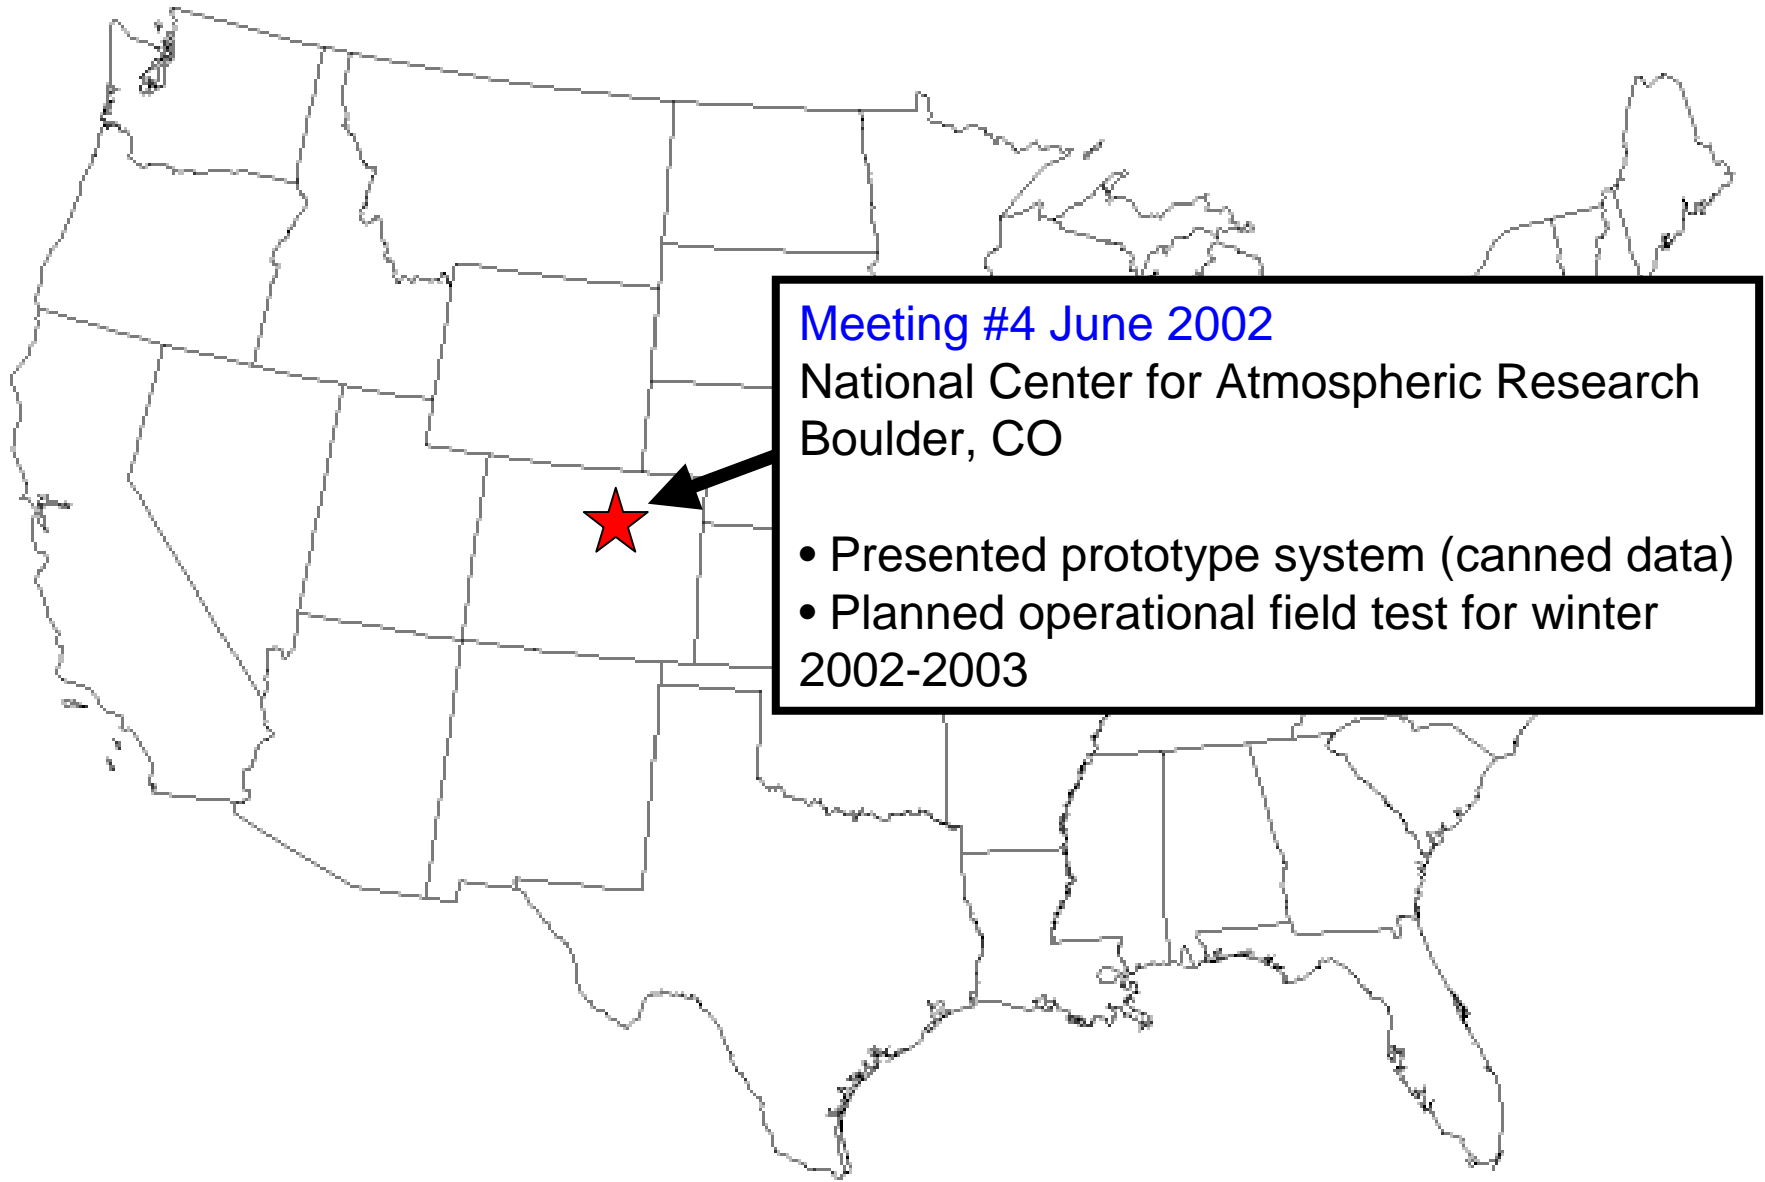 Meeting #4 June 2002
National Center for Atmospheric Research
Boulder, CO
• Presented prototype system (canned data)
• Planned operational field test for winter
2002-2003